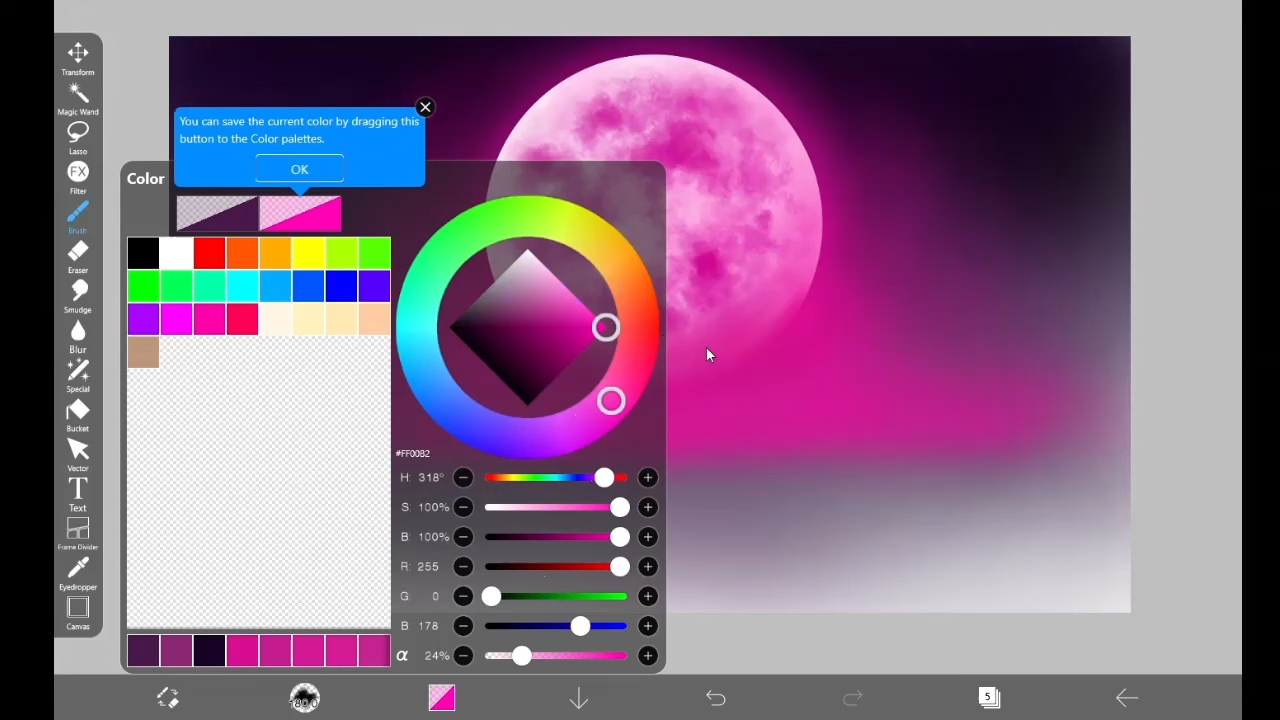 Transform
Magic Wand
Lasso
FX
Filter
Brush
Eraser
Smudge
Blur
Special
Bucket
Vector
T
Text
Frame Divider
Eyedropper
Canvas
You can save the current color by dragging this
button to the Color palettes.
OK
Color
#FF00B2
H: 318°
S: 100%
B: 100%
R: 255
G: 0
B: 178
α 24%
180.0
5